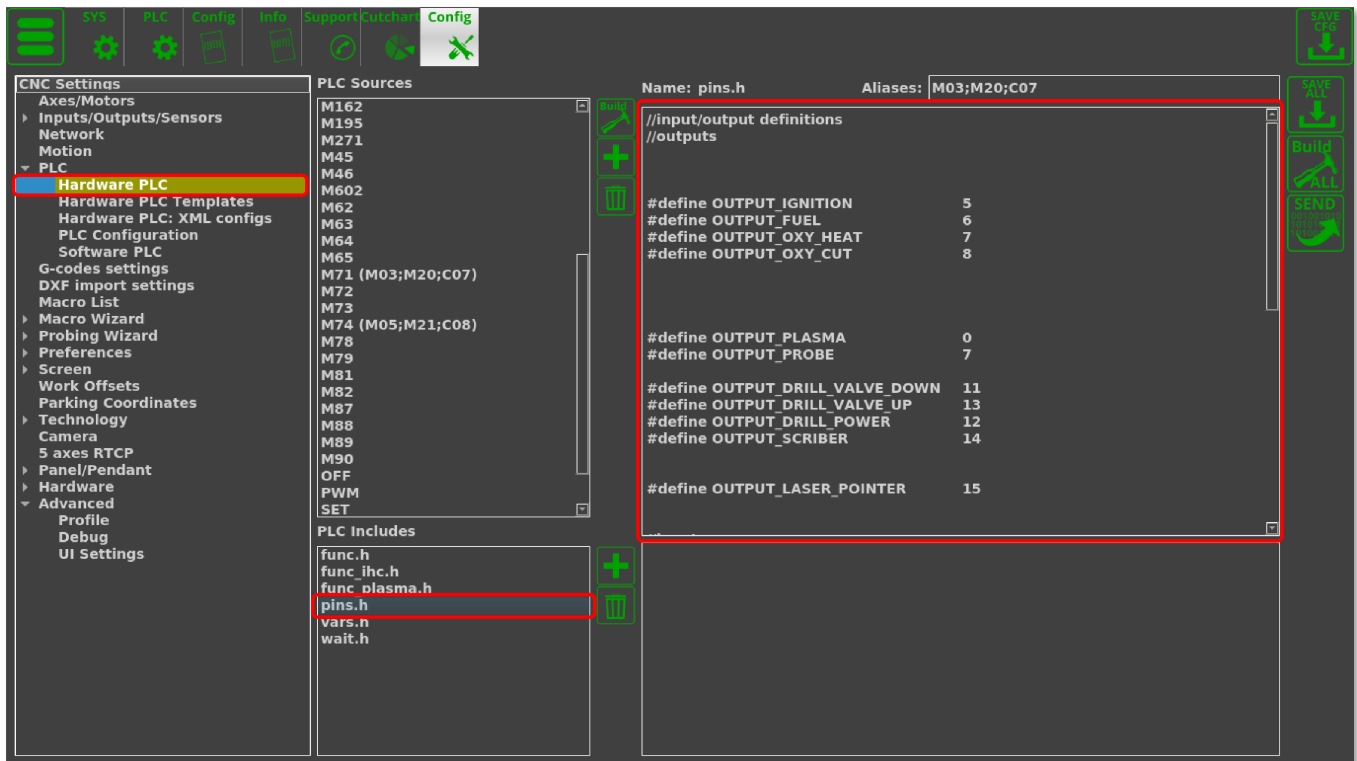 SYS
PLC
Config
Info
Support
Cutchart
Config
SAVE
CFG
CNC Settings
Axes/Motors
Inputs/Outputs/Sensors
Network
Motion
PLC
Hardware PLC
Hardware PLC Templates
Hardware PLC: XML configs
PLC Configuration
Software PLC
G-codes settings
DXF import settings
Macro List
Macro Wizard
Probing Wizard
Preferences
Screen
Work Offsets
Parking Coordinates
Technology
Camera
5 axes RTCP
Panel/Pendant
Hardware
Advanced
Profile
Debug
UI Settings
PLC Sources
M162
M195
M271
M45
M46
M602
M62
M63
M64
M65
M71 (M03;M20;C07)
M72
M73
M74 (M05;M21;C08)
M78
M79
M81
M82
M87
M88
M89
M90
OFF
PWM
SET
Build
PLC Includes
func.h
func_ihc.h
func_plasma.h
pins.h
vars.h
wait.h
Name: pins.h
Aliases: M03;M20;C07
//input/output definitions
//outputs
#define OUTPUT_IGNITION 5
#define OUTPUT_FUEL 6
#define OUTPUT_OXY_HEAT 7
#define OUTPUT_OXY_CUT 8
#define OUTPUT_PLASMA 0
#define OUTPUT_PROBE 7
#define OUTPUT_DRILL_VALVE_DOWN 11
#define OUTPUT_DRILL_VALVE_UP 13
#define OUTPUT_DRILL_POWER 12
#define OUTPUT_SCRIBER 14
#define OUTPUT_LASER_POINTER 15
SAVE
ALL
Build
ALL
SEND